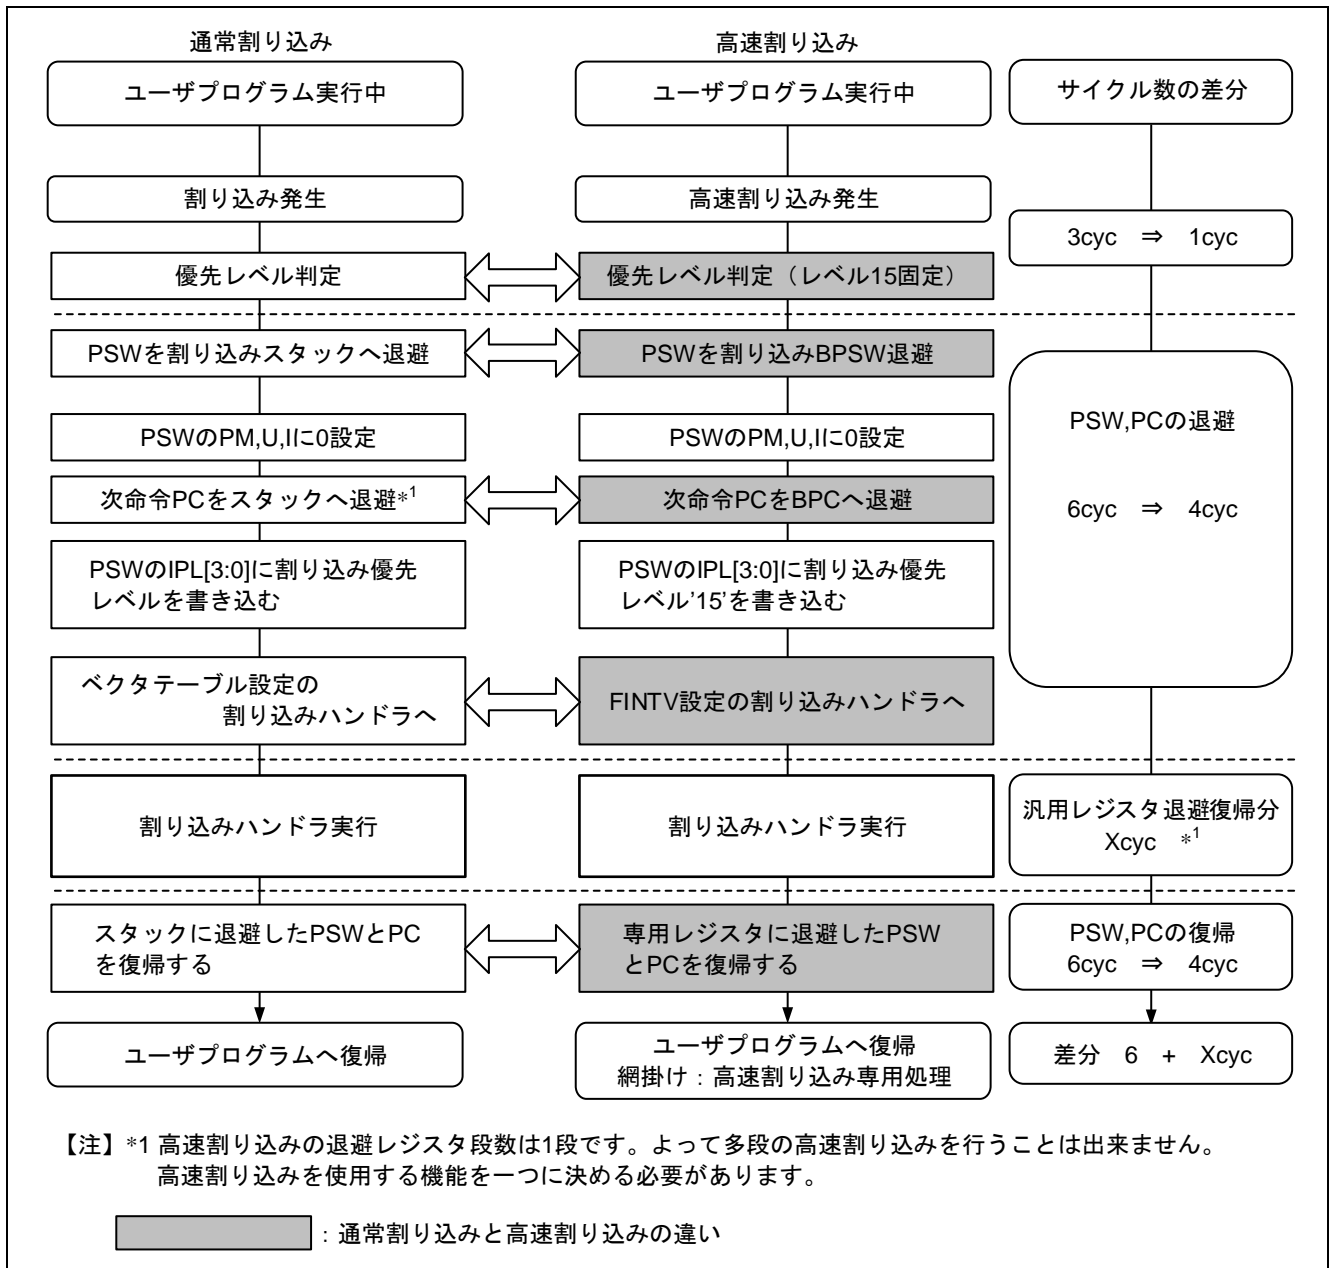 通常割り込み
ユーザプログラム実行中
割り込み発生
優先レベル判定
PSWを割り込みスタックへ退避
PSWのPM,U,Iに0設定
次命令PCをスタックへ退避*1
PSWのIPL[3:0]に割り込み優先
レベルを書き込む
ベクタテーブル設定の
割り込みハンドラへ
割り込みハンドラ実行
スタックに退避したPSWとPC
を復帰する
ユーザプログラムへ復帰
高速割り込み
ユーザプログラム実行中
高速割り込み発生
優先レベル判定（レベル15固定）
PSWを割り込みBPSW退避
PSWのPM,U,Iに0設定
次命令PCをBPCへ退避
PSWのIPL[3:0]に割り込み優先
レベル'15'を書き込む
FINTV設定の割り込みハンドラへ
割り込みハンドラ実行
専用レジスタに退避したPSW
とPCを復帰する
ユーザプログラムへ復帰
網掛け：高速割り込み専用処理
サイクル数の差分
3cyc ⇒ 1cyc
PSW,PCの退避
6cyc ⇒ 4cyc
汎用レジスタ退避復帰分
Xcyc *1
PSW,PCの復帰
6cyc ⇒ 4cyc
差分 6 + Xcyc
【注】*1 高速割り込みの退避レジスタ段数は1段です。よって多段の高速割り込みを行うことは出来ません。
高速割り込みを使用する機能を一つに決める必要があります。
：通常割り込みと高速割り込みの違い